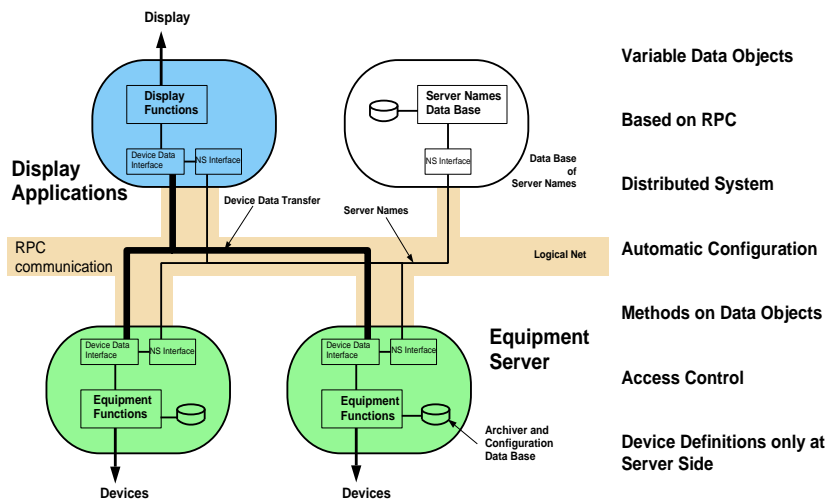 Display
Display
Functions
Device Data
Interface
NS Interface
Display
Applications
Server Names
Data Base
NS Interface
Data Base
of
Server Names
Device Data Transfer
Server Names
RPC
communication
Logical Net
Device Data
Interface
NS Interface
Equipment
Functions
Devices
Device Data
Interface
NS Interface
Equipment
Functions
Devices
Equipment
Server
Archiver and
Configuration
Data Base
Variable Data Objects
Based on RPC
Distributed System
Automatic Configuration
Methods on Data Objects
Access Control
Device Definitions only at
Server Side